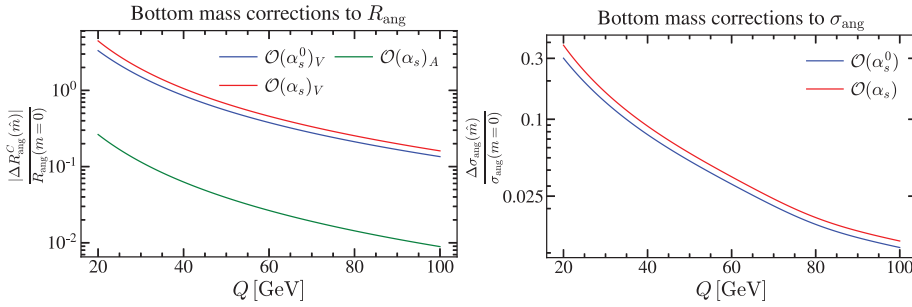 Bottom mass corrections to R_ang
O(α_s^0)_V
O(α_s)_A
O(α_s)_V
|ΔR_ang^C(m̄)|
R_ang(m=0)
10^0
10^-1
10^-2
20 40 60 80 100
Q [GeV]
Bottom mass corrections to σ_ang
O(α_s^0)
O(α_s)
Δσ_ang(m̄)
σ_ang(m=0)
0.3
0.1
0.025
20 40 60 80 100
Q [GeV]